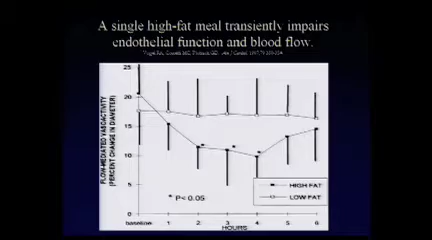 A single high-fat meal transiently impairs
endothelial function and blood flow.
FLOW-MEDIATED VASOACTIVITY
(PERCENT CHANGE IN DIAMETER)
25
20
15
10
5
0
* P< 0.05
HIGH FAT
LOW FAT
baseline 1 2 3 4 5 6
HOURS